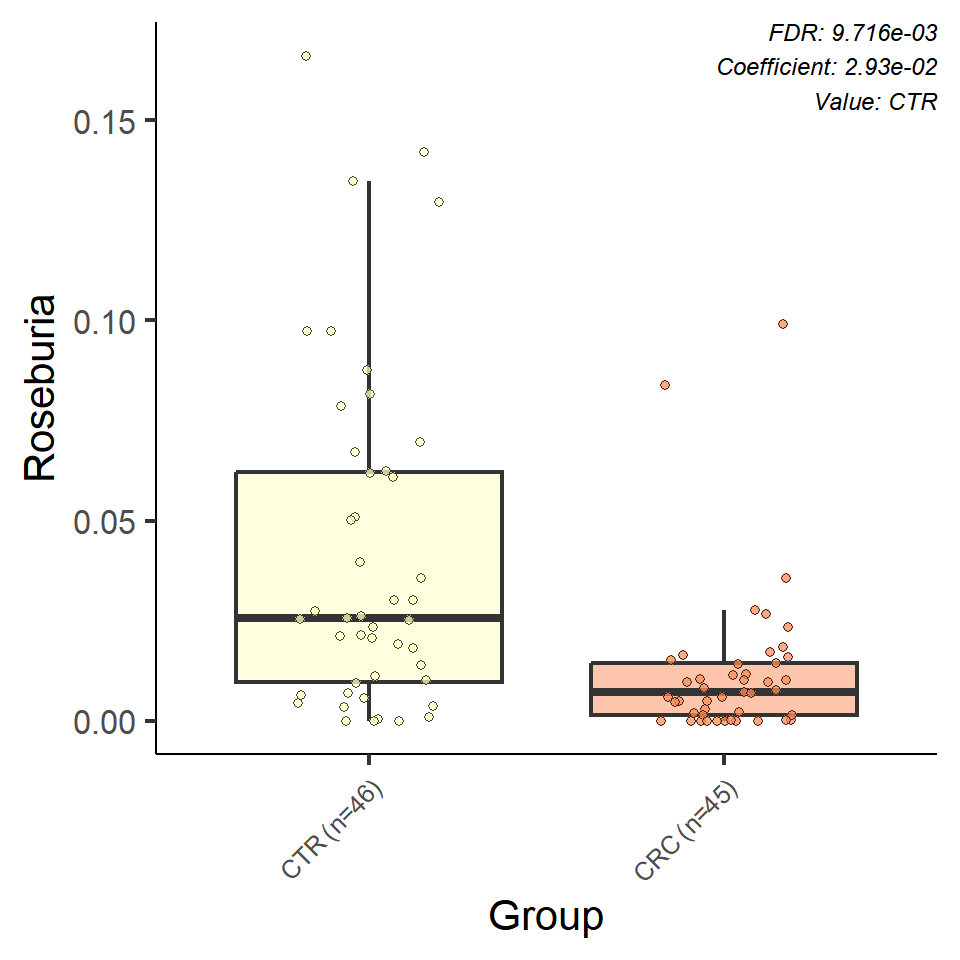 FDR: 9.716e-03
Coefficient: 2.93e-02
Value: CTR
Roseburia
0.15
0.10
0.05
0.00
CTR (n=46)
CRC (n=45)
Group